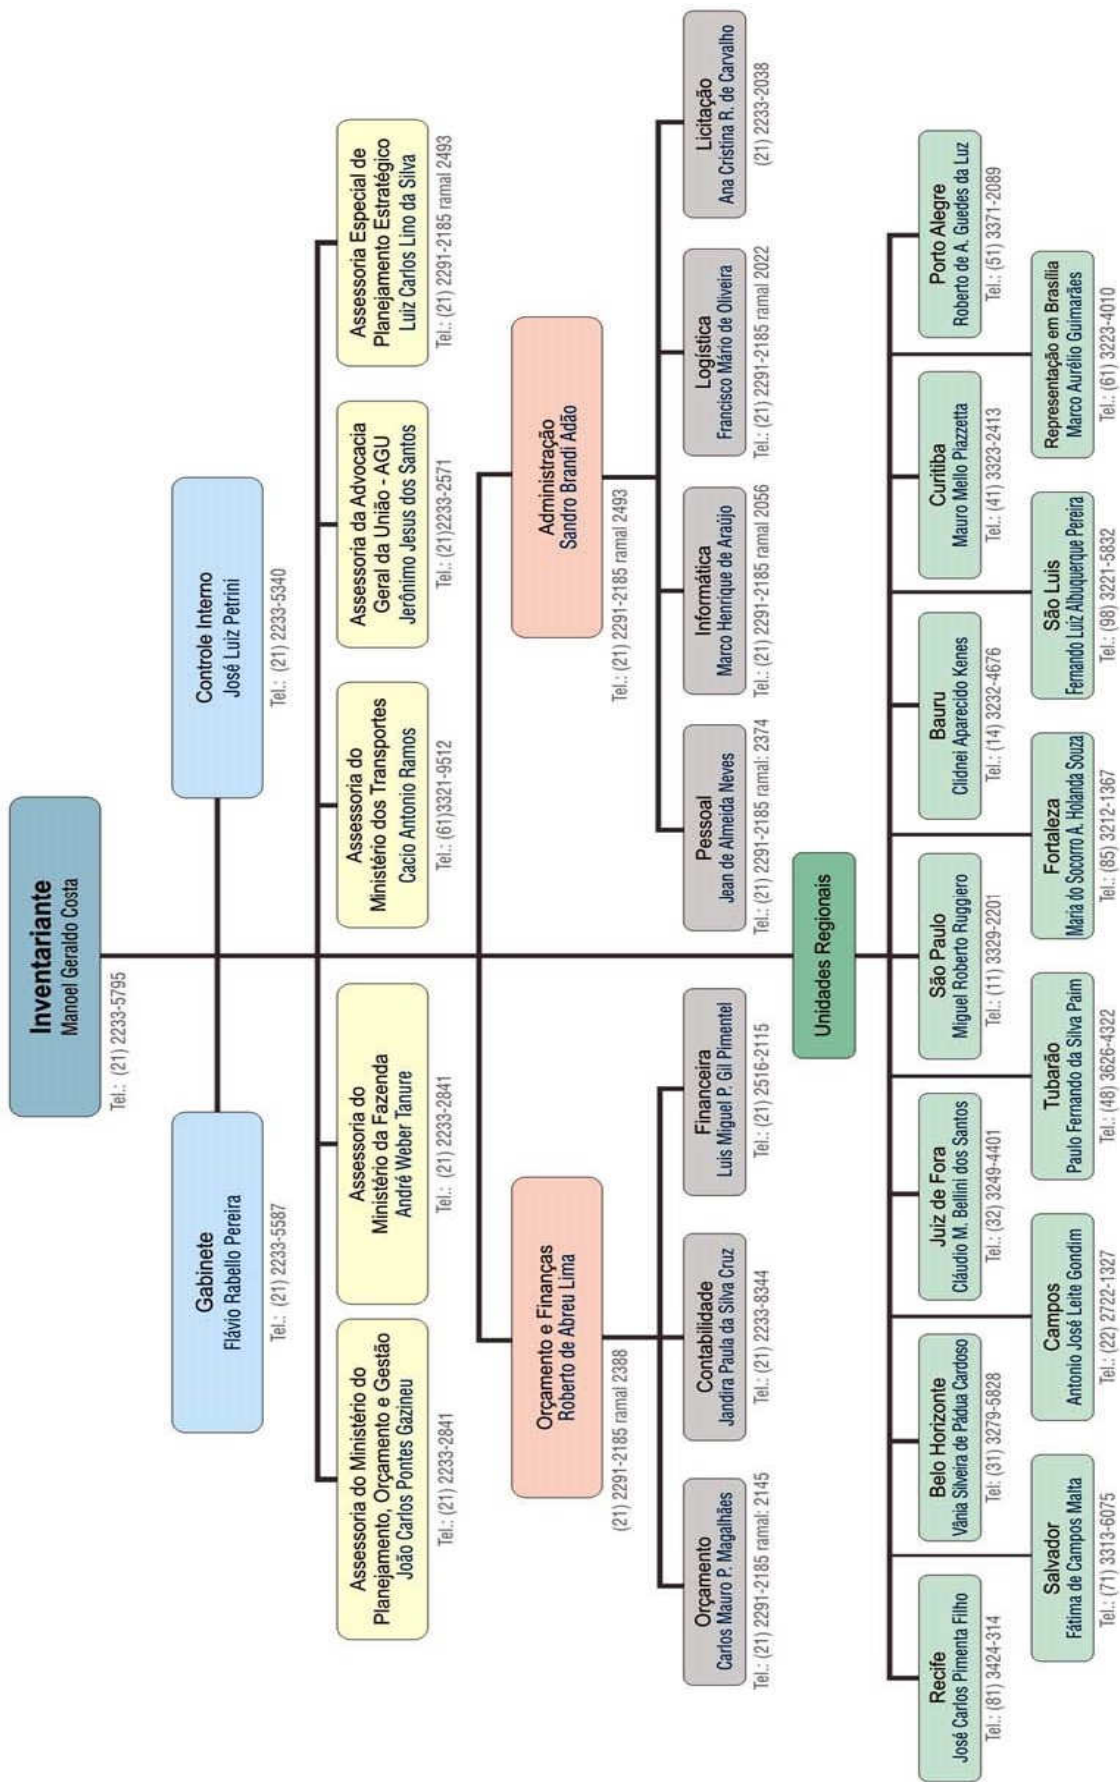 Inventariante
Manoel Geraldo Costa
Tel.: (21) 2233-5795
Gabinete
Flávio Rabello Pereira
Tel.: (21) 2233-5587
Controle Interno
José Luiz Petrini
Tel.: (21) 2233-5340
Assessoria do Ministério do
Planejamento, Orçamento e Gestão
João Carlos Pontes Gazineu
Tel.: (21) 2233-2841
Assessoria do
Ministério da Fazenda
André Weber Tanure
Tel.: (21) 2233-2841
Assessoria do
Ministério dos Transportes
Cacio Antonio Ramos
Tel.: (61)3321-9512
Assessoria da Advocacia
Geral da União - AGU
Jerônimo Jesus dos Santos
Tel.: (21)2233-2571
Assessoria Especial de
Planejamento Estratégico
Luiz Carlos Lino da Silva
Tel.: (21) 2291-2185 ramal 2493
Orçamento e Finanças
Roberto de Abreu Lima
(21) 2291-2185 ramal 2388
Administração
Sandro Brandi Adão
Tel.: (21) 2291-2185 ramal 2493
Orçamento
Carlos Mauro P. Magalhães
Tel.: (21) 2291-2185 ramal: 2145
Contabilidade
Jandira Paula da Silva Cruz
Tel.: (21) 2233-8344
Financeira
Luis Miguel P. Gil Pimentel
Tel.: (21) 2516-2115
Pessoal
Jean de Almeida Neves
Tel.: (21) 2291-2185 ramal: 2374
Informática
Marco Henrique de Araújo
Tel.: (21) 2291-2185 ramal 2056
Logística
Francisco Mário de Oliveira
Tel.: (21) 2291-2185 ramal 2022
Licitação
Ana Cristina R. de Carvalho
(21) 2233-2038
Unidades Regionais
Recife
José Carlos Pimenta Filho
Tel.: (81) 3424-314
Belo Horizonte
Vânia Silveira de Pádua Cardoso
Tel: (31) 3279-5828
Juiz de Fora
Cláudio M. Bellini dos Santos
Tel.: (32) 3249-4401
São Paulo
Miguel Roberto Ruggiero
Tel.: (11) 3329-2201
Bauru
Clidnei Aparecido Kenes
Tel.: (14) 3232-4676
Curitiba
Mauro Mello Piazzetta
Tel.: (41) 3323-2413
Porto Alegre
Roberto de A. Guedes da Luz
Tel.: (51) 3371-2089
Salvador
Fátima de Campos Malta
Tel.: (71) 3313-6075
Campos
Antonio José Leite Gondim
Tel.: (22) 2722-1327
Tubarão
Paulo Fernando da Silva Paim
Tel.: (48) 3626-4322
Fortaleza
Maria do Socorro A. Holanda Souza
Tel.: (85) 3212-1367
São Luis
Fernando Luiz Albuquerque Pereira
Tel.: (98) 3221-5832
Representação em Brasília
Marco Aurélio Guimarães
Tel.: (61) 3223-4010